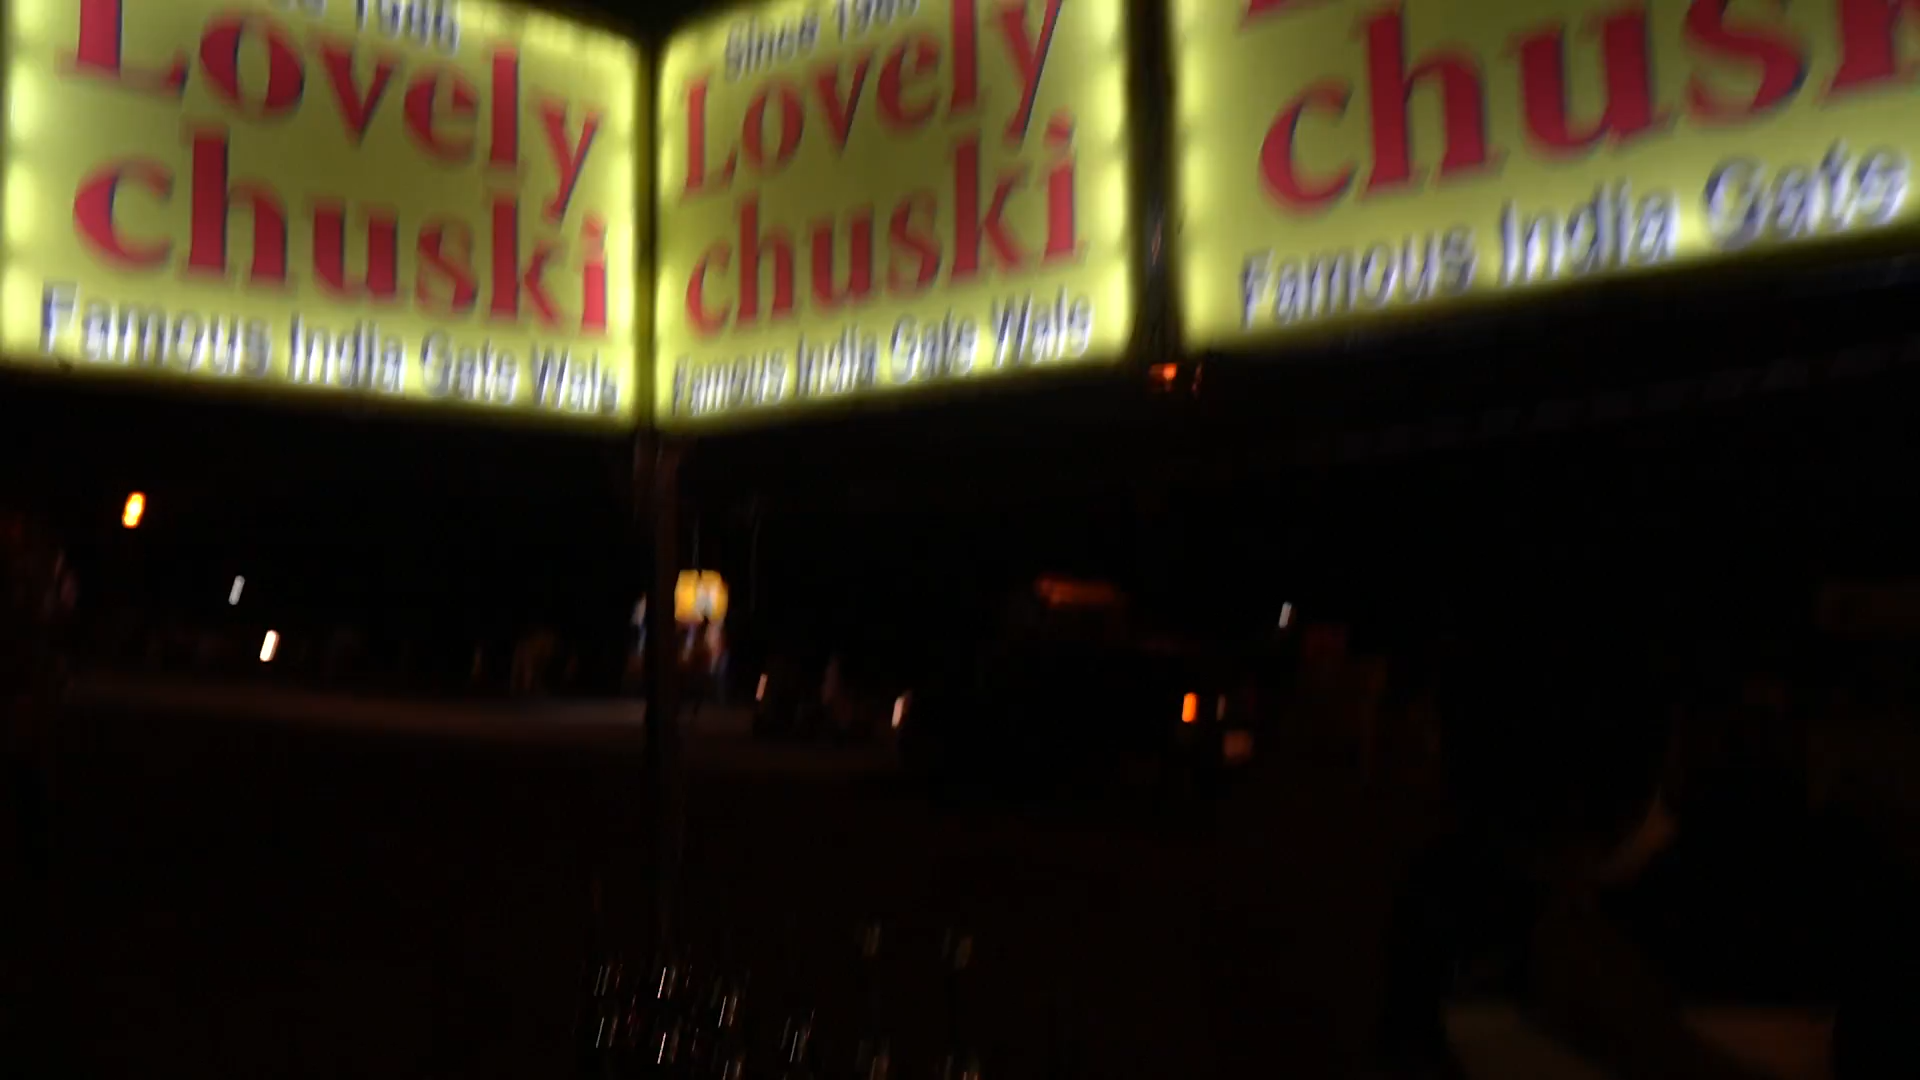 Lovely
chuski
Famous India Gate Wale
Since 1986
Lovely
chuski
Famous India Gate Wale
chuski
Famous India Gate